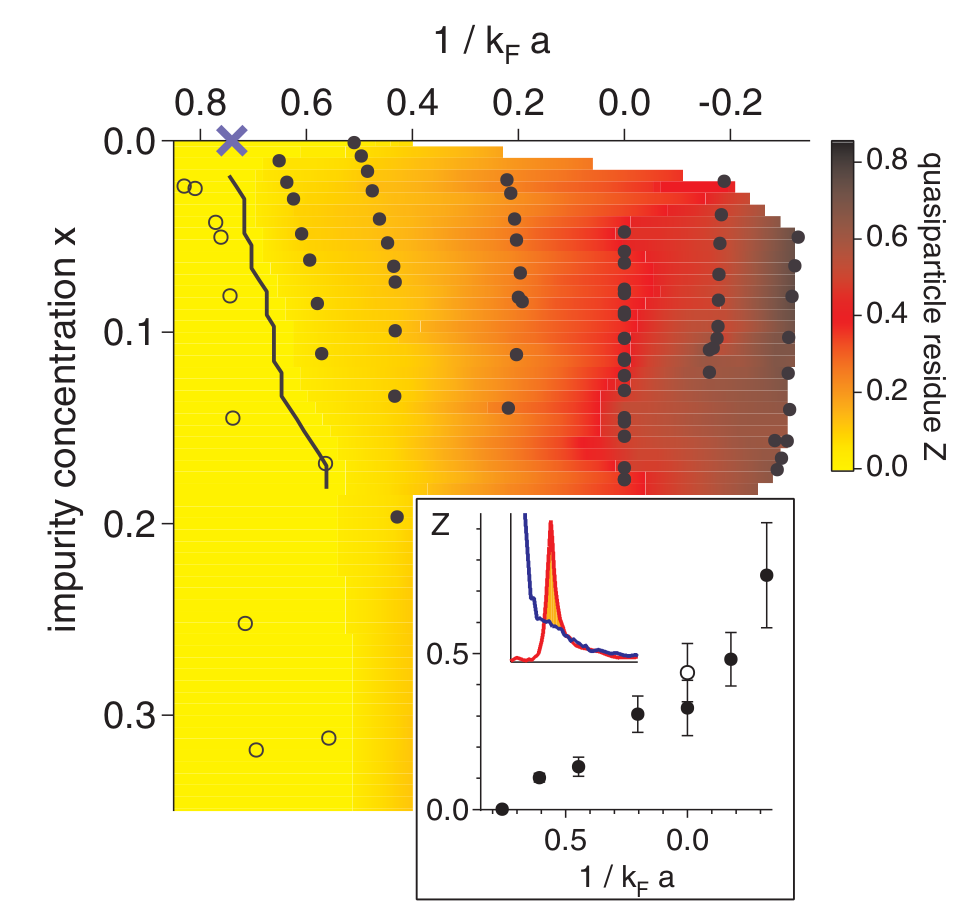 1 / kF a
0.8 0.6 0.4 0.2 0.0 -0.2
0.0
0.1
0.2
0.3
impurity concentration x
0.8
0.6
0.4
0.2
0.0
quasiparticle residue Z
Z
0.5
0.0
0.5 0.0
1 / kF a